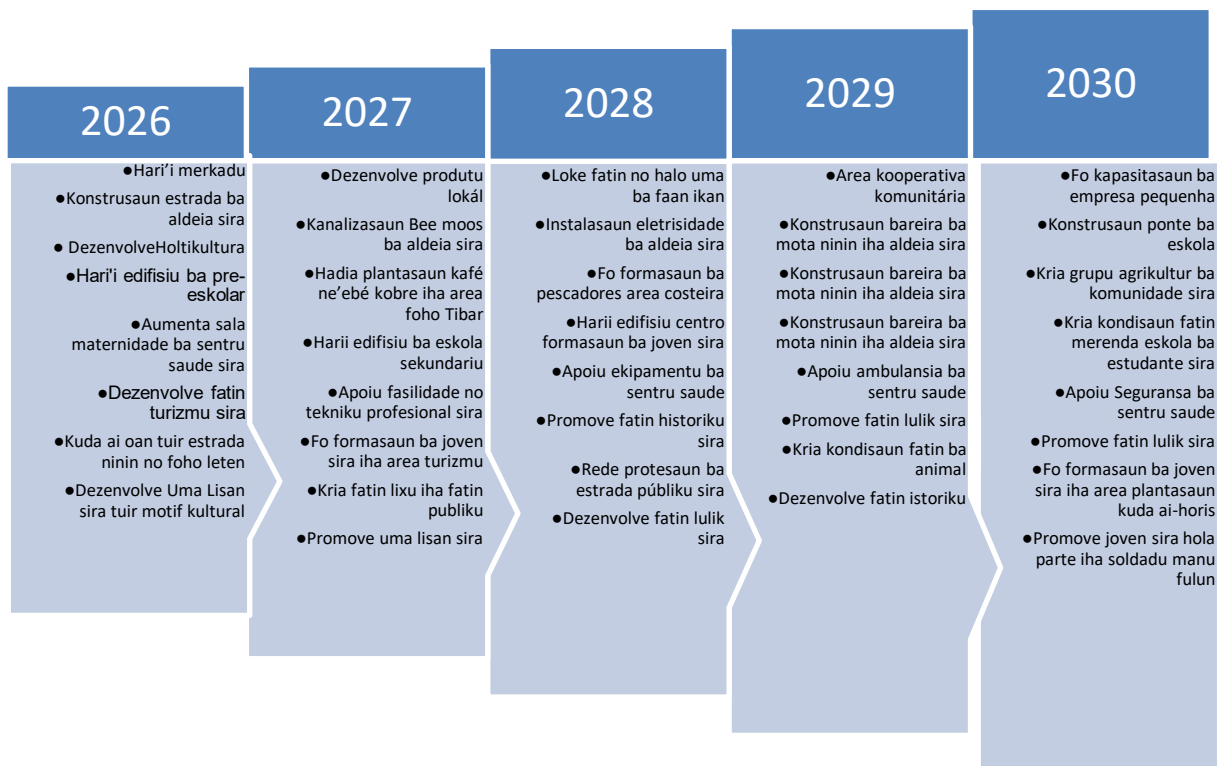 2026
●Hari’i merkadu
●Konstrusaun estrada ba
aldeia sira
● DezenvolveHoltikultura
●Hari'i edifisiu ba pre-
eskolar
●Aumenta sala
maternidade ba sentru
saude sira
●Dezenvolve fatin
turizmu sira
●Kuda ai oan tuir estrada
ninin no foho leten
●Dezenvolve Uma Lisan
sira tuir motif kultural
2027
●Dezenvolve produtu
lokál
●Kanalizasaun Bee moos
ba aldeia sira
●Hadia plantasaun kafé
ne’ebé kobre iha area
foho Tibar
●Harii edifisiu ba eskola
sekundariu
●Apoiu fasilidade no
tekniku profesional sira
●Fo formasaun ba joven
sira iha area turizmu
●Kria fatin lixu iha fatin
publiku
●Promove uma lisan sira
2028
●Loke fatin no halo uma
ba faan ikan
●Instalasaun eletrisidade
ba aldeia sira
●Fo formasaun ba
pescadores area costeira
●Harii edifisiu centro
formasaun ba joven sira
●Apoiu ekipamentu ba
sentru saude
●Promove fatin historiku
sira
●Rede protesaun ba
estrada públiku sira
●Dezenvolve fatin lulik
sira
2029
●Area kooperativa
komunitária
●Konstrusaun bareira ba
mota ninin iha aldeia sira
●Konstrusaun bareira ba
mota ninin iha aldeia sira
●Konstrusaun bareira ba
mota ninin iha aldeia sira
●Apoiu ambulansia ba
sentru saude
●Promove fatin lulik sira
●Kria kondisaun fatin ba
animal
●Dezenvolve fatin istoriku
2030
●Fo kapasitasaun ba
empresa pequenha
●Konstrusaun ponte ba
eskola
●Kria grupu agrikultur ba
komunidade sira
●Kria kondisaun fatin
merenda eskola ba
estudante sira
●Apoiu Seguransa ba
sentru saude
●Promove fatin lulik sira
●Fo formasaun ba joven
sira iha area plantasaun
kuda ai-horis
●Promove joven sira hola
parte iha soldadu manu
fulun